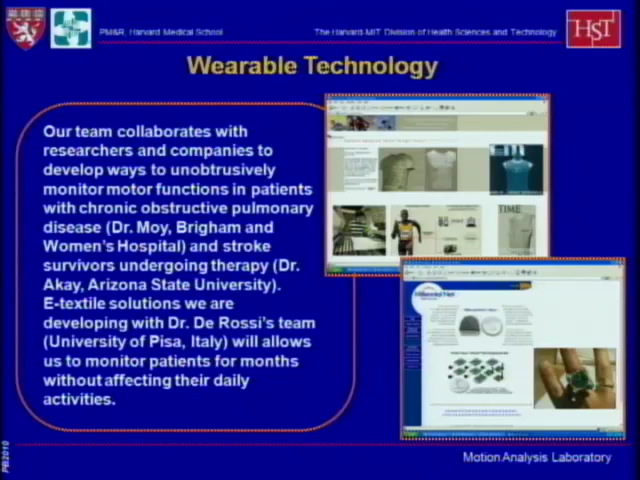 PM&R, Harvard Medical School
The Harvard-MIT Division of Health Sciences and Technology
HST
Wearable Technology
Our team collaborates with
researchers and companies to
develop ways to unobtrusively
monitor motor functions in patients
with chronic obstructive pulmonary
disease (Dr. Moy, Brigham and
Women's Hospital) and stroke
survivors undergoing therapy (Dr.
Akay, Arizona State University).
E-textile solutions we are
developing with Dr. De Rossi's team
(University of Pisa, Italy) will allows
us to monitor patients for months
without affecting their daily
activities.
TIME
PB2010
Motion Analysis Laboratory